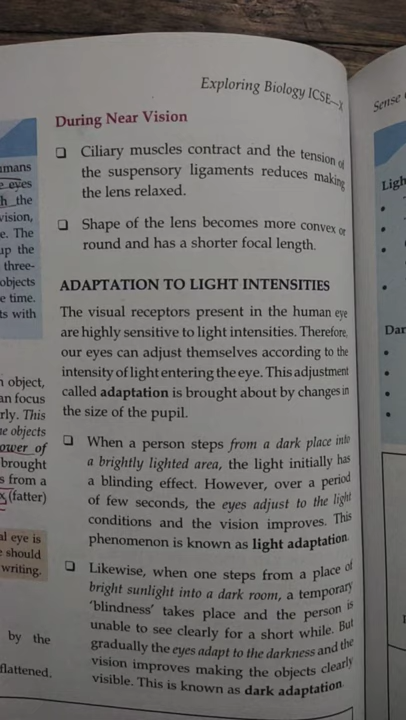 Exploring Biology ICSE—X
During Near Vision
❑ Ciliary muscles contract and the tension of
the suspensory ligaments reduces making
the lens relaxed.
❑ Shape of the lens becomes more convex or
round and has a shorter focal length.
ADAPTATION TO LIGHT INTENSITIES
The visual receptors present in the human eye
are highly sensitive to light intensities. Therefore,
our eyes can adjust themselves according to the
intensity of light entering the eye. This adjustment
called adaptation is brought about by changes in
the size of the pupil.
❑ When a person steps from a dark place into
a brightly lighted area, the light initially has
a blinding effect. However, over a period
of few seconds, the eyes adjust to the light
conditions and the vision improves. This
phenomenon is known as light adaptation.
❑ Likewise, when one steps from a place of
bright sunlight into a dark room, a temporary
'blindness' takes place and the person is
unable to see clearly for a short while. But
gradually the eyes adapt to the darkness and the
vision improves making the objects clearly
visible. This is known as dark adaptation.
eyes
the
vision,
The
up the
three-
objects
time.
with
object,
focus
This
objects
of
brought
from a
(fatter)
eye is
should
writing.
by the
flattened.
Sense
Ligh
Dar